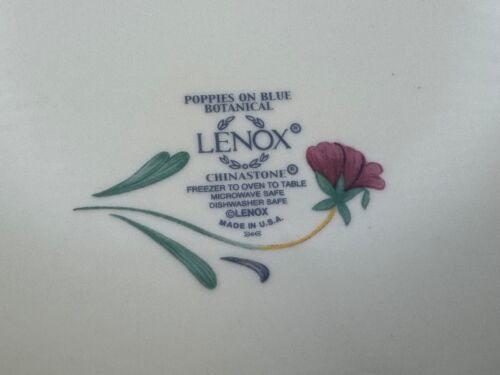 POPPIES ON BLUE
BOTANICAL
LENOX®
CHINASTONE®
FREEZER TO OVEN TO TABLE
MICROWAVE SAFE
DISHWASHER SAFE
©LENOX
MADE IN U.S.A.